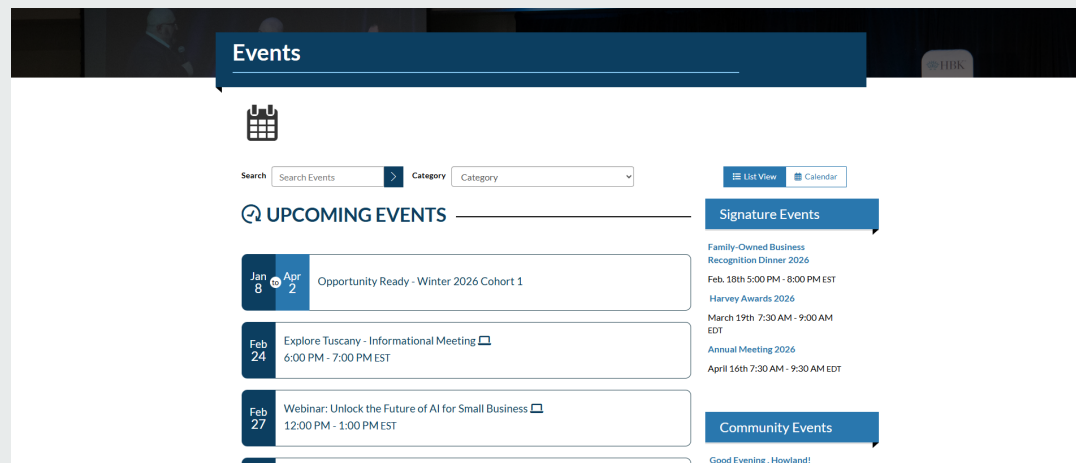 Events
HBK
Search
Search Events
Category
Category
List View
Calendar
UPCOMING EVENTS
Jan 8 to Apr 2
Opportunity Ready - Winter 2026 Cohort 1
Feb 24
Explore Tuscany - Informational Meeting
6:00 PM - 7:00 PM EST
Feb 27
Webinar: Unlock the Future of AI for Small Business
12:00 PM - 1:00 PM EST
Signature Events
Family-Owned Business
Recognition Dinner 2026
Feb. 18th 5:00 PM - 8:00 PM EST
Harvey Awards 2026
March 19th 7:30 AM - 9:00 AM
EDT
Annual Meeting 2026
April 16th 7:30 AM - 9:30 AM EDT
Community Events
Good Evening , Howland!